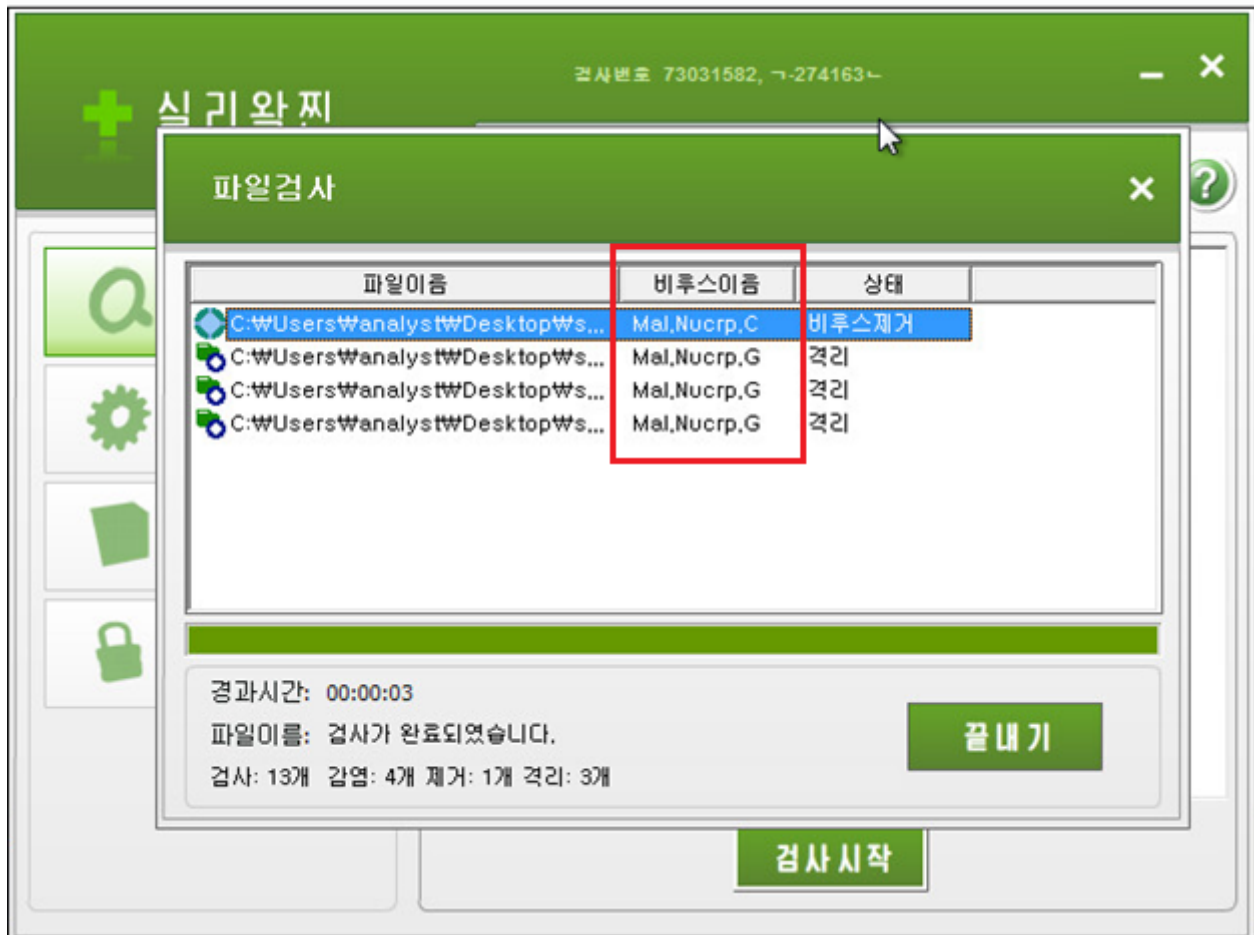 검사번호 73031582, ㄱ-274163ㄴ
실리왁찐
파일검사
파일이름 비루스이름 상태
C:₩Users₩analyst₩Desktop₩s... Mal.Nucrp.C 비루스제거
C:₩Users₩analyst₩Desktop₩s... Mal.Nucrp.G 격리
C:₩Users₩analyst₩Desktop₩s... Mal.Nucrp.G 격리
C:₩Users₩analyst₩Desktop₩s... Mal.Nucrp.G 격리
경과시간: 00:00:03
파일이름: 검사가 완료되였습니다.
끝내기
검사: 13개 감염: 4개 제거: 1개 격리: 3개
검사시작